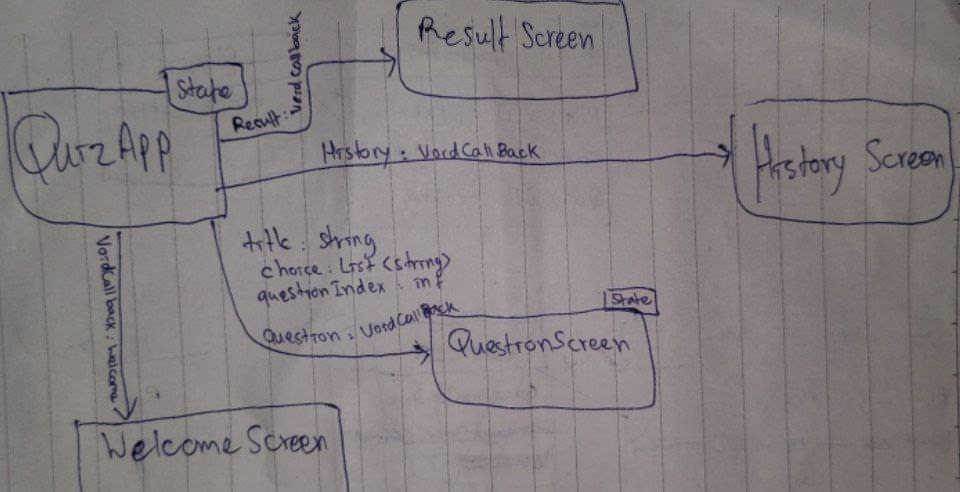 Result Screen
State
Result: VoidCallback
QuizApp
History : VoidCallBack
History Screen
title : string
choice : List <string>
questionIndex : int
question : VoidCallBack
State
QuestionScreen
VoidCallback : welcome
Welcome Screen